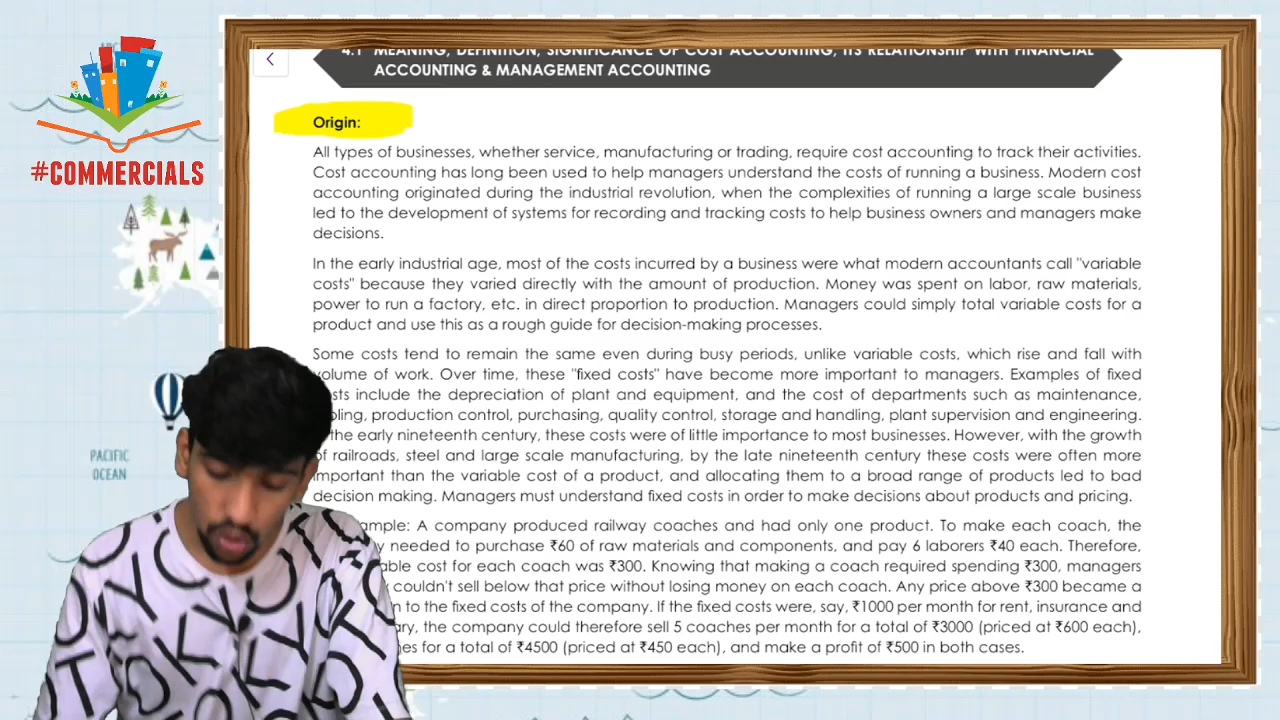 #COMMERCIALS
PACIFIC
OCEAN
4.1 MEANING, DEFINITION, SIGNIFICANCE OF COST ACCOUNTING, ITS RELATIONSHIP WITH FINANCIAL
ACCOUNTING & MANAGEMENT ACCOUNTING
Origin:
All types of businesses, whether service, manufacturing or trading, require cost accounting to track their activities.
Cost accounting has long been used to help managers understand the costs of running a business. Modern cost
accounting originated during the industrial revolution, when the complexities of running a large scale business
led to the development of systems for recording and tracking costs to help business owners and managers make
decisions.
In the early industrial age, most of the costs incurred by a business were what modern accountants call "variable
costs" because they varied directly with the amount of production. Money was spent on labor, raw materials,
power to run a factory, etc. in direct proportion to production. Managers could simply total variable costs for a
product and use this as a rough guide for decision-making processes.
Some costs tend to remain the same even during busy periods, unlike variable costs, which rise and fall with
volume of work. Over time, these "fixed costs" have become more important to managers. Examples of fixed
sts include the depreciation of plant and equipment, and the cost of departments such as maintenance,
oling, production control, purchasing, quality control, storage and handling, plant supervision and engineering.
the early nineteenth century, these costs were of little importance to most businesses. However, with the growth
of railroads, steel and large scale manufacturing, by the late nineteenth century these costs were often more
important than the variable cost of a product, and allocating them to a broad range of products led to bad
decision making. Managers must understand fixed costs in order to make decisions about products and pricing.
ample: A company produced railway coaches and had only one product. To make each coach, the
y needed to purchase ₹60 of raw materials and components, and pay 6 laborers ₹40 each. Therefore,
able cost for each coach was ₹300. Knowing that making a coach required spending ₹300, managers
couldn't sell below that price without losing money on each coach. Any price above ₹300 became a
n to the fixed costs of the company. If the fixed costs were, say, ₹1000 per month for rent, insurance and
ary, the company could therefore sell 5 coaches per month for a total of ₹3000 (priced at ₹600 each),
es for a total of ₹4500 (priced at ₹450 each), and make a profit of ₹500 in both cases.